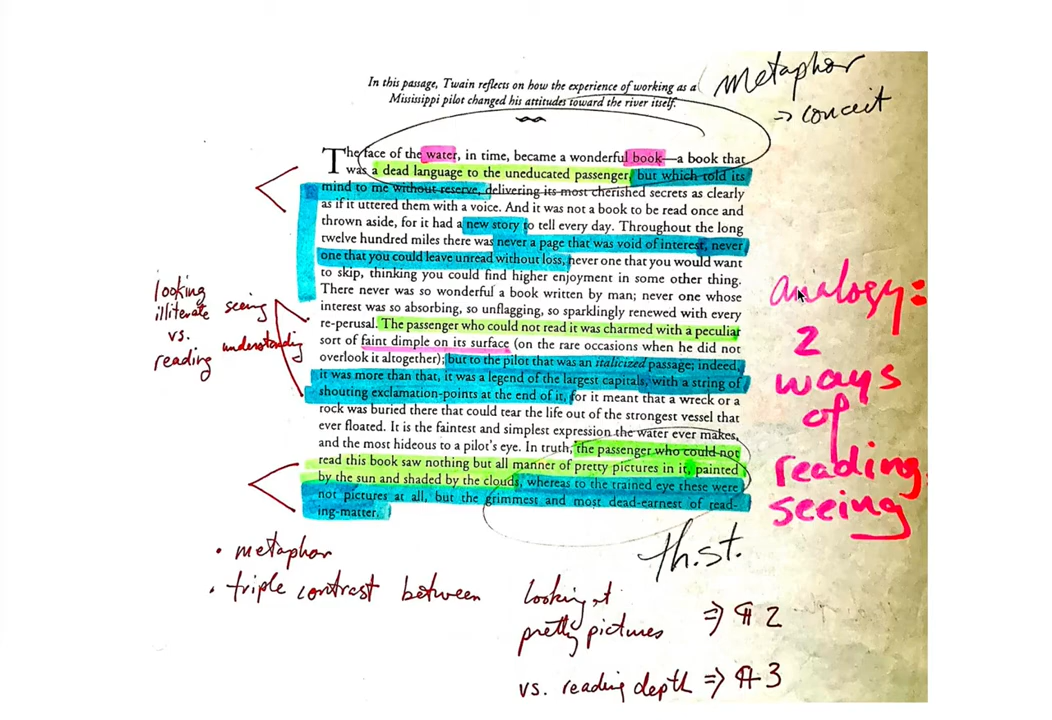 In this passage, Twain reflects on how the experience of working as a
Mississippi pilot changed his attitudes toward the river itself.
metaphor
→ conceit
The face of the water, in time, became a wonderful book—a book that
was a dead language to the uneducated passenger, but which told its
mind to me without reserve, delivering its most cherished secrets as clearly
as if it uttered them with a voice. And it was not a book to be read once and
thrown aside, for it had a new story to tell every day. Throughout the long
twelve hundred miles there was never a page that was void of interest, never
one that you could leave unread without loss, never one that you would want
to skip, thinking you could find higher enjoyment in some other thing.
There never was so wonderful a book written by man; never one whose
interest was so absorbing, so unflagging, so sparklingly renewed with every
re-perusal. The passenger who could not read it was charmed with a peculiar
sort of faint dimple on its surface (on the rare occasions when he did not
overlook it altogether); but to the pilot that was an italicized passage; indeed,
it was more than that, it was a legend of the largest capitals, with a string of
shouting exclamation-points at the end of it, for it meant that a wreck or a
rock was buried there that could tear the life out of the strongest vessel that
ever floated. It is the faintest and simplest expression the water ever makes,
and the most hideous to a pilot's eye. In truth, the passenger who could not
read this book saw nothing but all manner of pretty pictures in it, painted
by the sun and shaded by the clouds, whereas to the trained eye these were
not pictures at all, but the grimmest and most dead-earnest of read-
ing-matter.
looking
illiterate
vs.
reading
seeing
understanding
analogy:
2
ways
of
reading,
seeing
th.st.
• metaphor
• triple contrast between looking at
pretty pictures ⇒ ¶ 2
vs. reading depth ⇒ ¶ 3